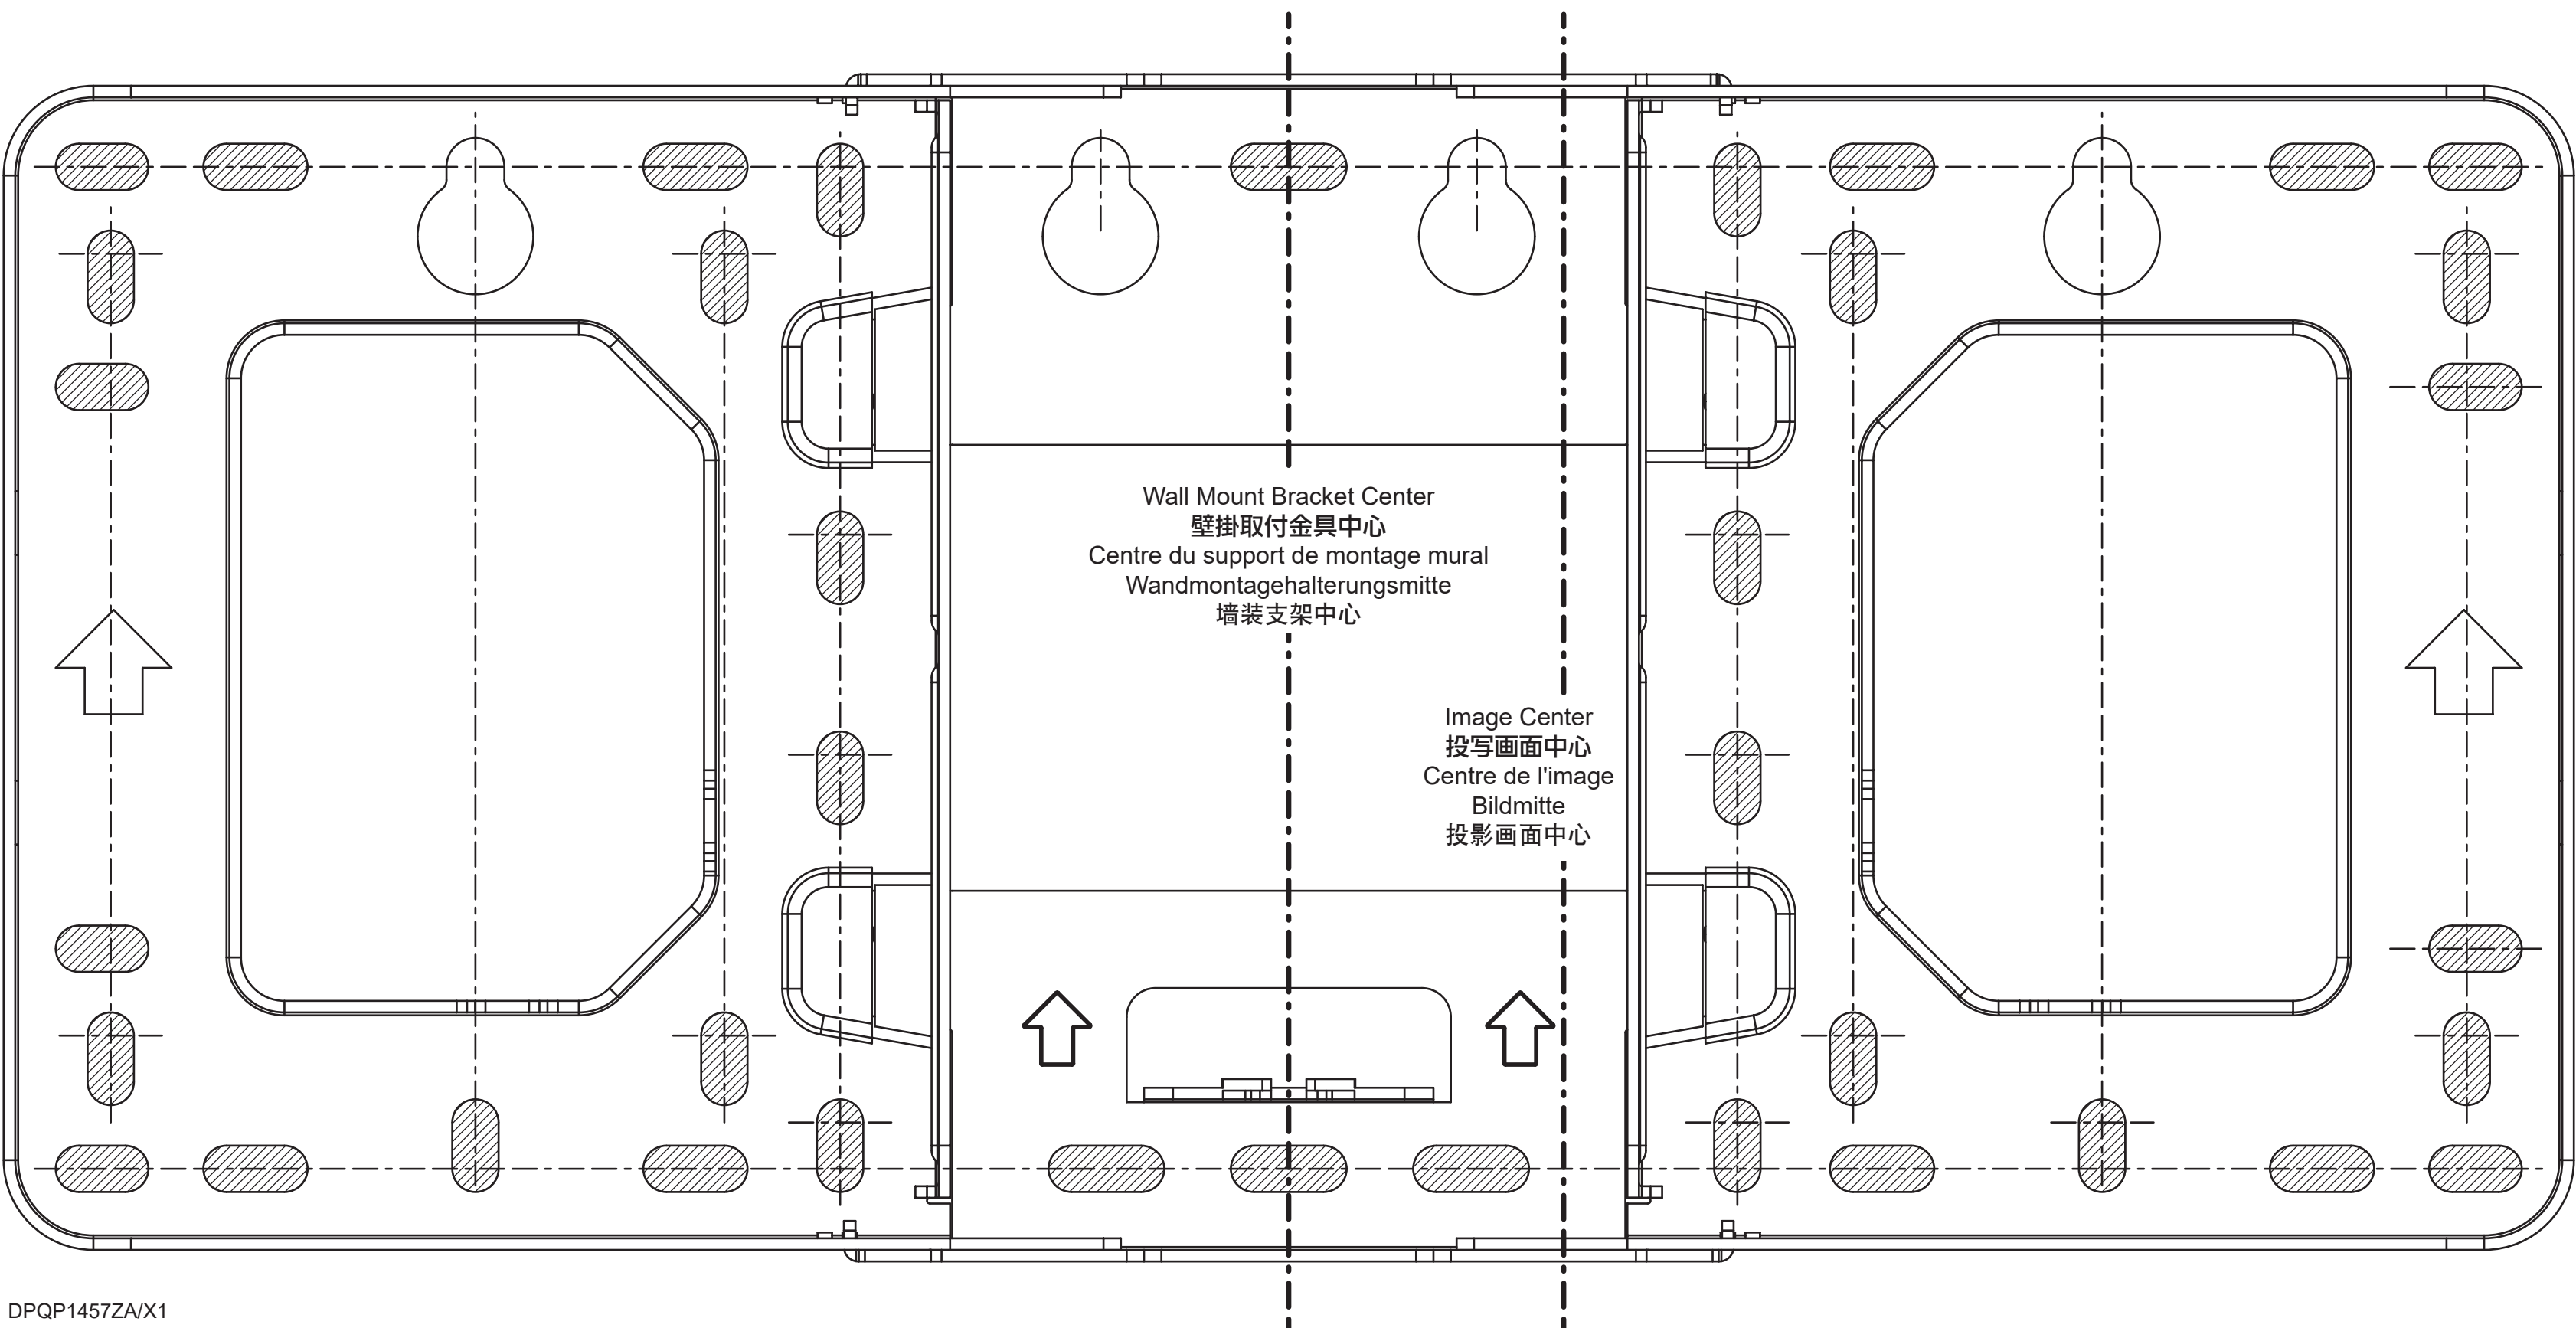 Wall Mount Bracket Center
壁掛取付金具中心
Centre du support de montage mural
Wandmontagehalterungsmitte
墙装支架中心
Image Center
投写画面中心
Centre de l'image
Bildmitte
投影画面中心
DPQP1457ZA/X1